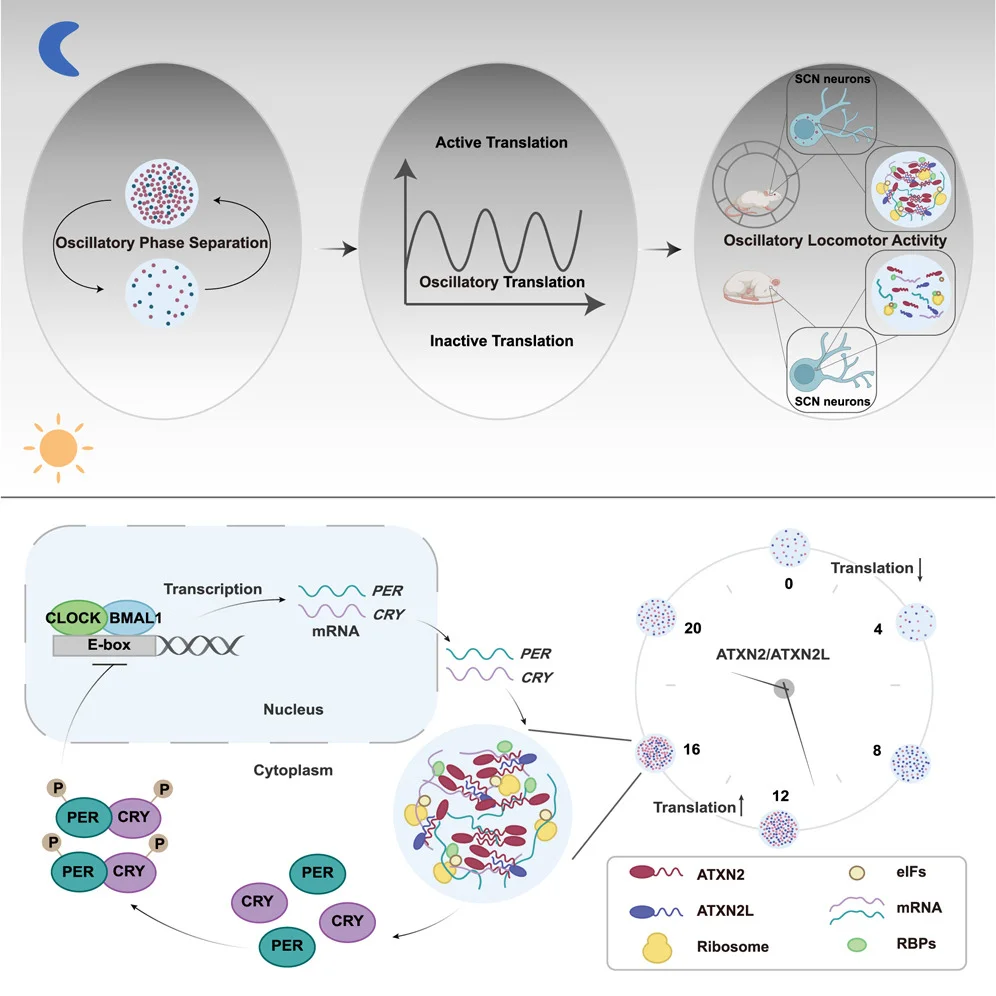 SCN neurons
Active Translation
Oscillatory Phase Separation
Oscillatory Translation
Inactive Translation
Oscillatory Locomotor Activity
SCN neurons
Transcription
PER
CRY
mRNA
CLOCK
BMAL1
E-box
Nucleus
PER
CRY
Cytoplasm
P
P
PER
CRY
P
P
PER
CRY
PER
CRY
CRY
PER
0
Translation
4
20
ATXN2/ATXN2L
16
8
12
Translation
ATXN2
eIFs
ATXN2L
mRNA
Ribosome
RBPs